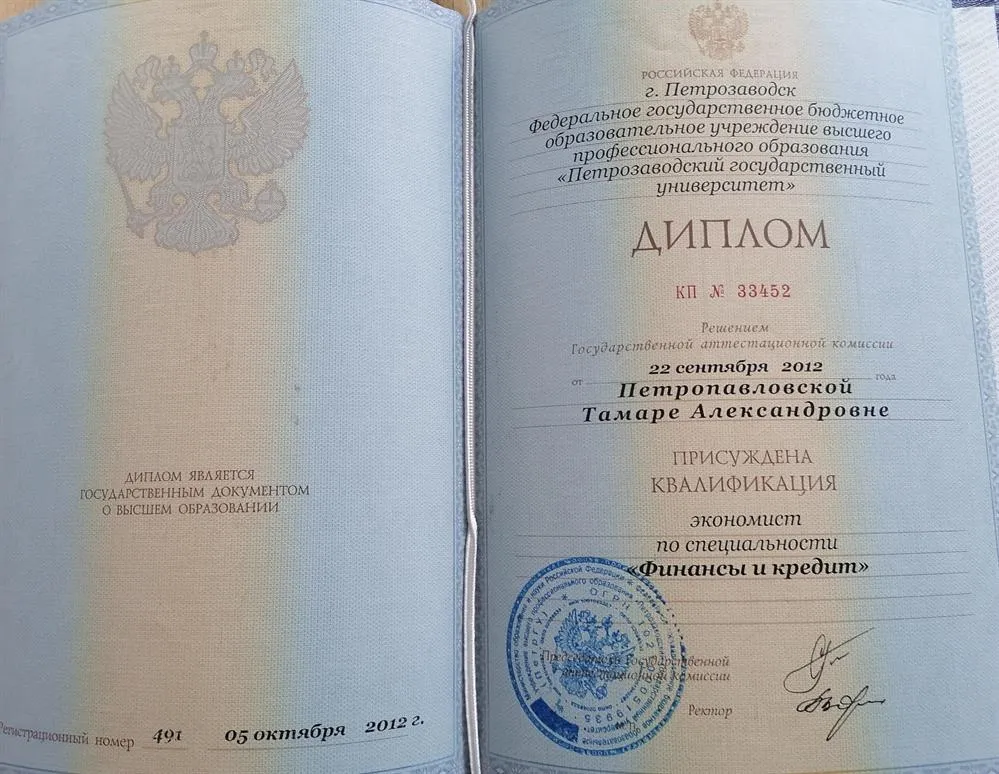 ДИПЛОМ ЯВЛЯЕТСЯ
ГОСУДАРСТВЕННЫМ ДОКУМЕНТОМ
О ВЫСШЕМ ОБРАЗОВАНИИ
Регистрационный номер 491 05 октября 2012 г.
РОССИЙСКАЯ ФЕДЕРАЦИЯ
г. Петрозаводск
Федеральное государственное бюджетное
образовательное учреждение высшего
профессионального образования
«Петрозаводский государственный
университет»
ДИПЛОМ
КП № 33452
Решением
Государственной аттестационной комиссии
от 22 сентября 2012 года
Петропавловской
Тамаре Александровне
ПРИСУЖДЕНА
КВАЛИФИКАЦИЯ
экономист
по специальности
«Финансы и кредит»
Председатель Государственной
аттестационной комиссии
Ректор